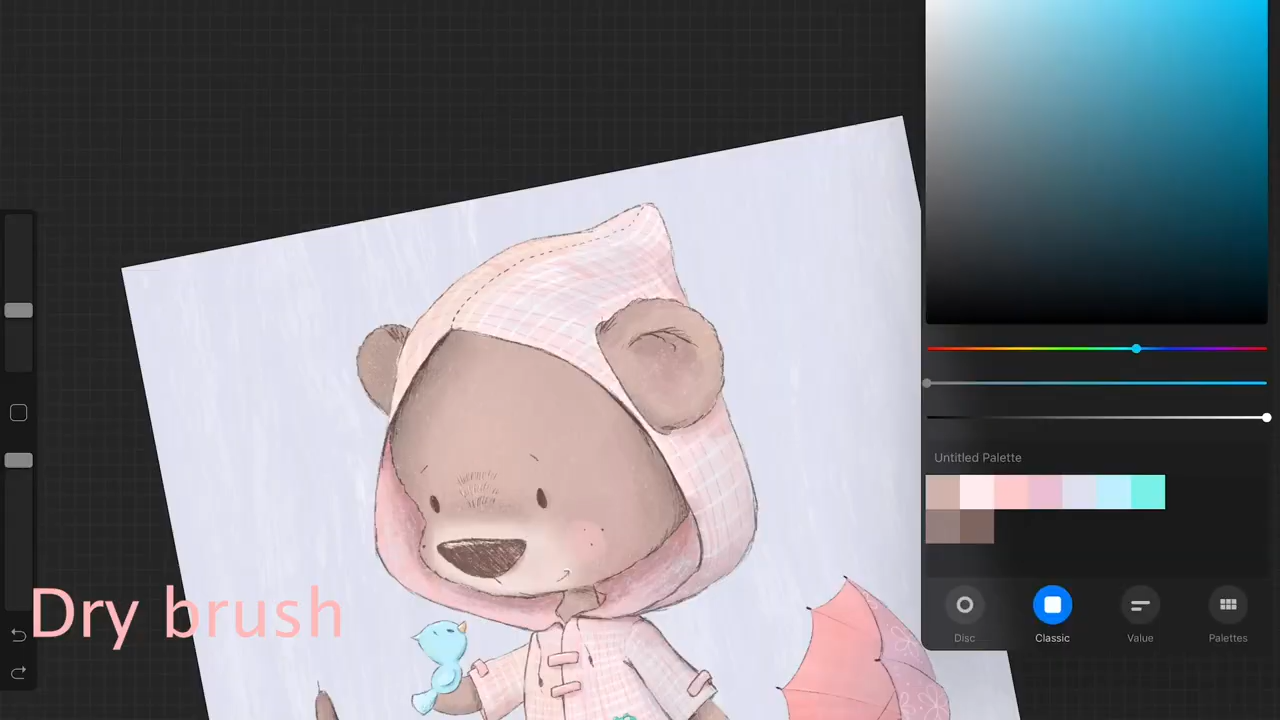 Untitled Palette
Dry brush
Disc
Classic
Value
Palettes